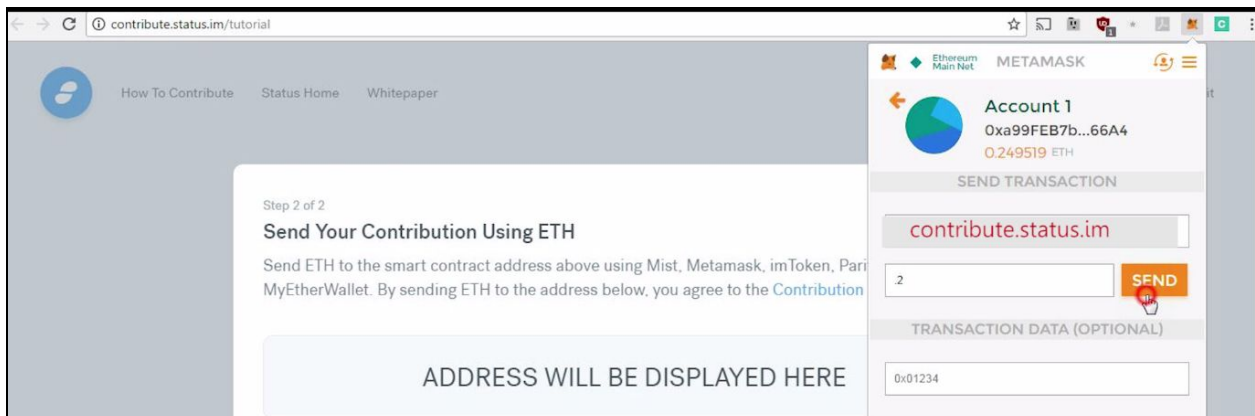 contribute.status.im/tutorial
1
C
How To Contribute Status Home Whitepaper
Step 2 of 2
Send Your Contribution Using ETH
Send ETH to the smart contract address above using Mist, Metamask, imToken, Pari
MyEtherWallet. By sending ETH to the address below, you agree to the Contribution
ADDRESS WILL BE DISPLAYED HERE
it
Ethereum
Main Net
METAMASK
Account 1
0xa99FEB7b...66A4
0.249519 ETH
SEND TRANSACTION
contribute.status.im
.2
SEND
TRANSACTION DATA (OPTIONAL)
0x01234